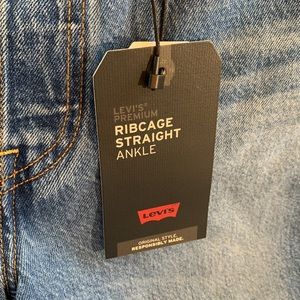 LEVI'S®
PREMIUM
RIBCAGE
STRAIGHT
ANKLE
Levi's
ORIGINAL STYLE.
RESPONSIBLY MADE.